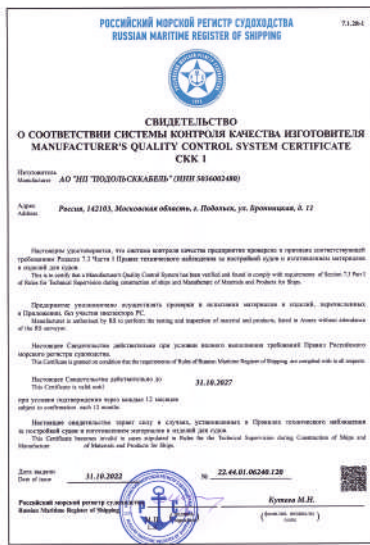 РОССИЙСКИЙ МОРСКОЙ РЕГИСТР СУДОХОДСТВА
7.1.28-1
RUSSIAN MARITIME REGISTER OF SHIPPING
СВИДЕТЕЛЬСТВО
О СООТВЕТСТВИИ СИСТЕМЫ КОНТРОЛЯ КАЧЕСТВА ИЗГОТОВИТЕЛЯ
MANUFACTURER'S QUALITY CONTROL SYSTEM CERTIFICATE
СКК 1
Изготовитель
Manufacturer
АО "НП "ПОДОЛЬСККАБЕЛЬ" (ИНН 5036002480)
Адрес
Address
Россия, 142103, Московская область, г. Подольск, ул. Бронницкая, д. 11
Настоящим удостоверяется, что система контроля качества предприятия проверена и признана соответствующей
требованиям Раздела 7.3 Части I Правил технического наблюдения за постройкой судов и изготовлением материалов
и изделий для судов.
This is to certify that a Manufacturer's Quality Control System has been verified and found in comply with requirements of Section 7.3 Part I
of Rules for Technical Supervision during construction of ships and Manufacture of Materials and Products for Ships.
Предприятие уполномочено осуществлять проверки и испытания материалов и изделий, перечисленных
в Приложении, без участия инспектора РС.
Manufacturer is authorised by RS to perform the testing and inspection of material and products, listed in Annex without attendance
of the RS surveyor.
Настоящее Свидетельство действительно при условии полного выполнения требований Правил Российского
морского регистра судоходства.
This Certificate is granted on condition that the requirements of Rules of Russian Maritime Register of Shipping, are complied with in all respects
Настоящее Свидетельство действительно до
This Certificate is valid until
31.10.2027
при условии подтверждения через каждые 12 месяцев
subject to confirmation each 12 months
Настоящее свидетельство теряет силу в случаях, установленных в Правилах технического наблюдения
за постройкой судов и изготовлением материалов и изделий для судов.
This Certificate becomes invalid in cases stipulated in Rules for the Technical Supervision during Construction of Ships and
Manufacture of Materials and Products for Ships.
Дата выдачи
Date of issue
31.10.2022
№ 22.44.01.06240.120
Российский морской регистр судоходства
Russian Maritime Register of Shipping
Кутеев М.Н.